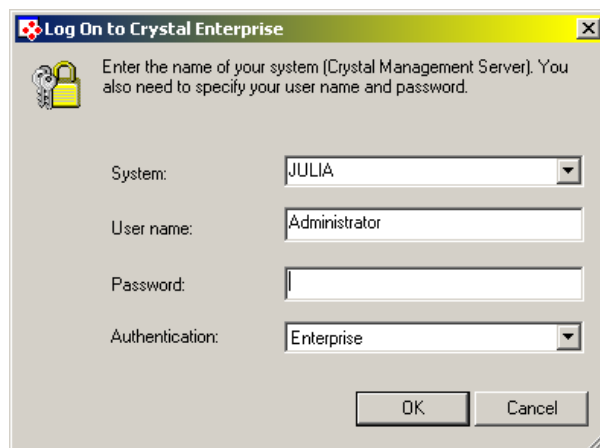 Log On to Crystal Enterprise
Enter the name of your system (Crystal Management Server). You
also need to specify your user name and password.
System:
JULIA
User name:
Administrator
Password:
Authentication:
Enterprise
OK
Cancel